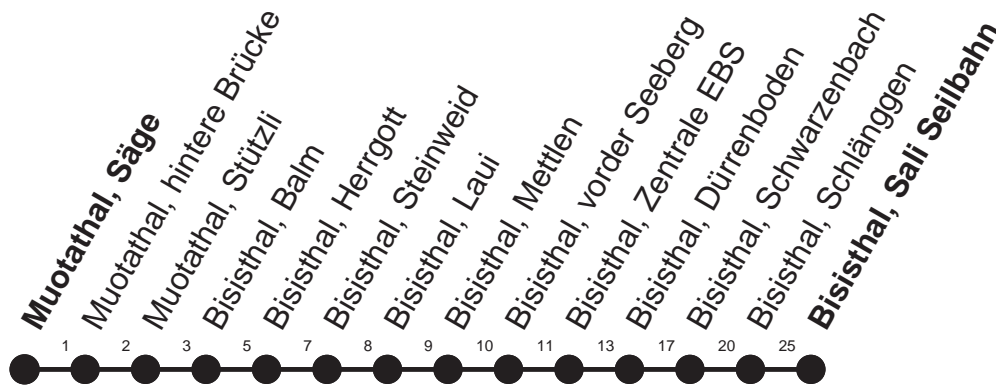 Muotathal, Säge
Muotathal, hintere Brücke
Muotathal, Stützli
Bisisthal, Balm
Bisisthal, Herrgott
Bisisthal, Steinweid
Bisisthal, Laui
Bisisthal, Mettlen
Bisisthal, vorder Seeberg
Bisisthal, Zentrale EBS
Bisisthal, Dürrenboden
Bisisthal, Schwarzenbach
Bisisthal, Schlänggen
Bisisthal, Sali Seilbahn
1 2 3 5 7 8 9 10 11 13 17 20 25